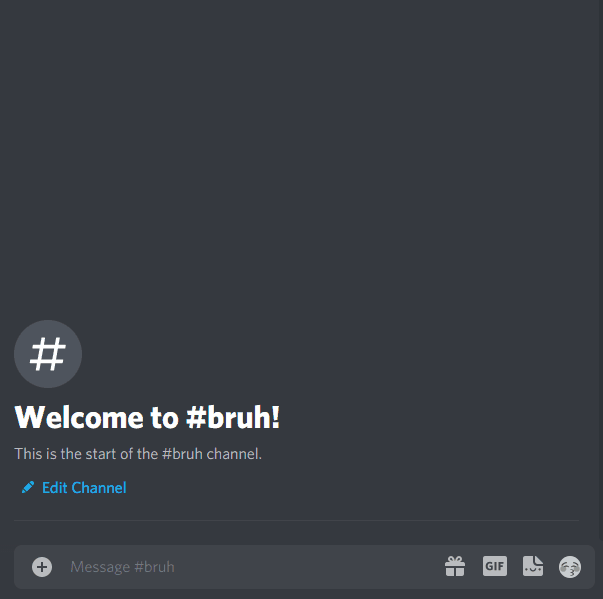 #
Welcome to #bruh!
This is the start of the #bruh channel.
Edit Channel
Message #bruh GIF